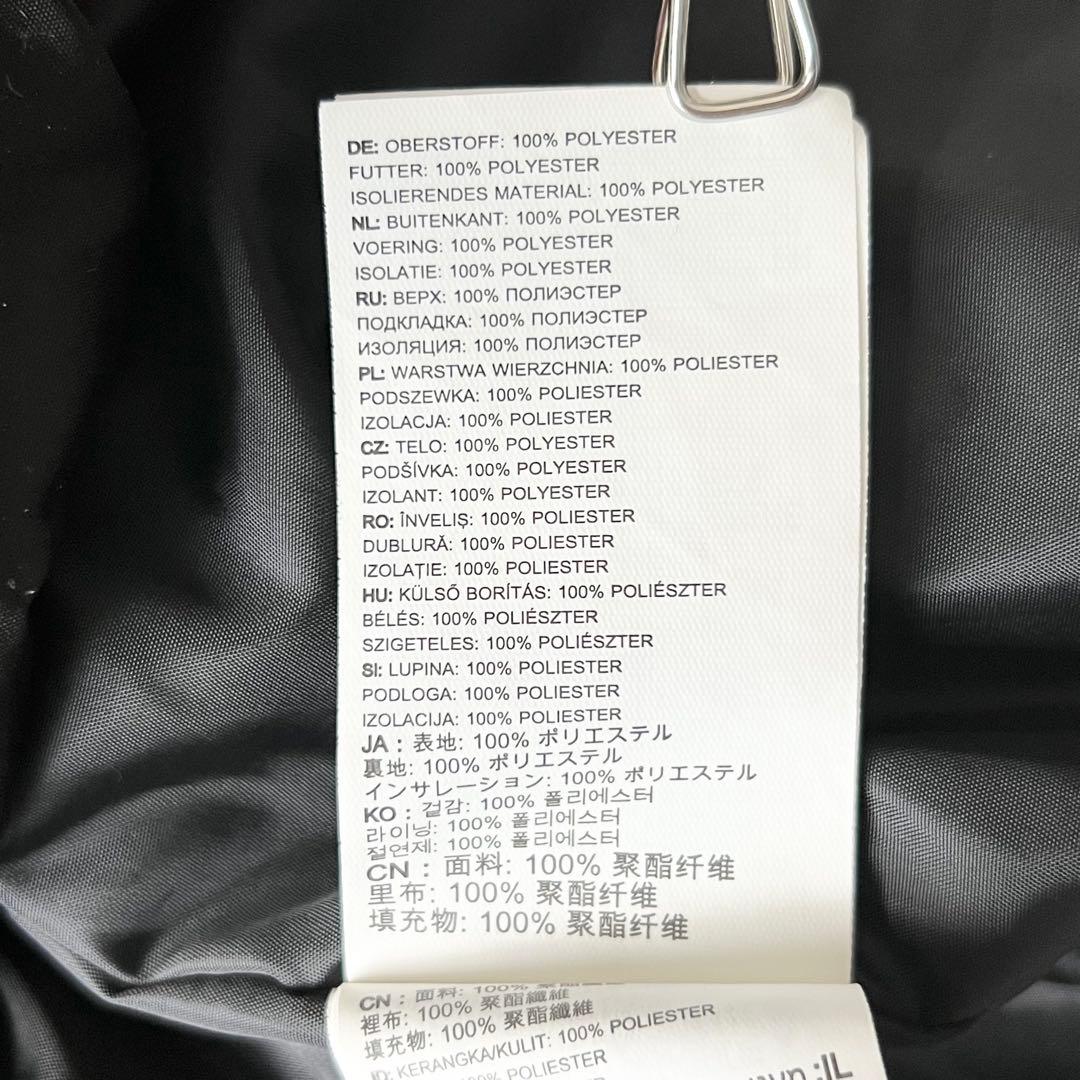 DE: OBERSTOFF: 100% POLYESTER
FUTTER: 100% POLYESTER
ISOLIERENDES MATERIAL: 100% POLYESTER
NL: BUITENKANT: 100% POLYESTER
VOERING: 100% POLYESTER
ISOLATIE: 100% POLYESTER
RU: ВЕРХ: 100% ПОЛИЭСТЕР
ПОДКЛАДКА: 100% ПОЛИЭСТЕР
ИЗОЛЯЦИЯ: 100% ПОЛИЭСТЕР
PL: WARSTWA WIERZCHNIA: 100% POLIESTER
PODSZEWKA: 100% POLIESTER
IZOLACJA: 100% POLIESTER
CZ: TELO: 100% POLYESTER
PODŠÍVKA: 100% POLYESTER
IZOLANT: 100% POLYESTER
RO: ÎNVELIȘ: 100% POLIESTER
DUBLURĂ: 100% POLIESTER
IZOLAȚIE: 100% POLIESTER
HU: KÜLSŐ BORÍTÁS: 100% POLIÉSZTER
BÉLÉS: 100% POLIÉSZTER
SZIGETELES: 100% POLIÉSZTER
SI: LUPINA: 100% POLIESTER
PODLOGA: 100% POLIESTER
IZOLACIJA: 100% POLIESTER
JA : 表地: 100% ポリエステル
裏地: 100% ポリエステル
インサレーション: 100% ポリエステル
KO : 겉감: 100% 폴리에스터
라이닝: 100% 폴리에스터
절연제: 100% 폴리에스터
CN : 面料: 100% 聚酯纤维
里布: 100% 聚酯纤维
填充物: 100% 聚酯纤维
CN : 面料: 100%
裡布: 100% 聚酯纖維
填充物: 100% 聚酯纖維
ID: KERANGKA/KULIT: 100% POLIESTER
100% POLIESTER